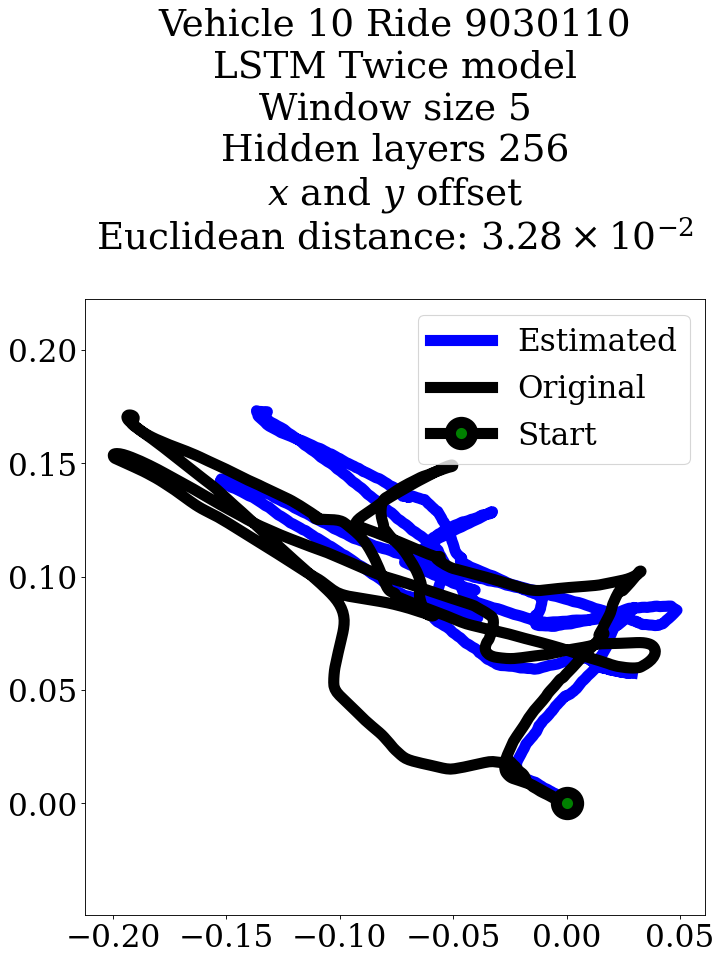 Vehicle 10 Ride 9030110
LSTM Twice model
Window size 5
Hidden layers 256
x and y offset
Euclidean distance: 3.28 × 10⁻²
Estimated
Original
Start
0.20
0.15
0.10
0.05
0.00
−0.20 −0.15 −0.10 −0.05 0.00 0.05